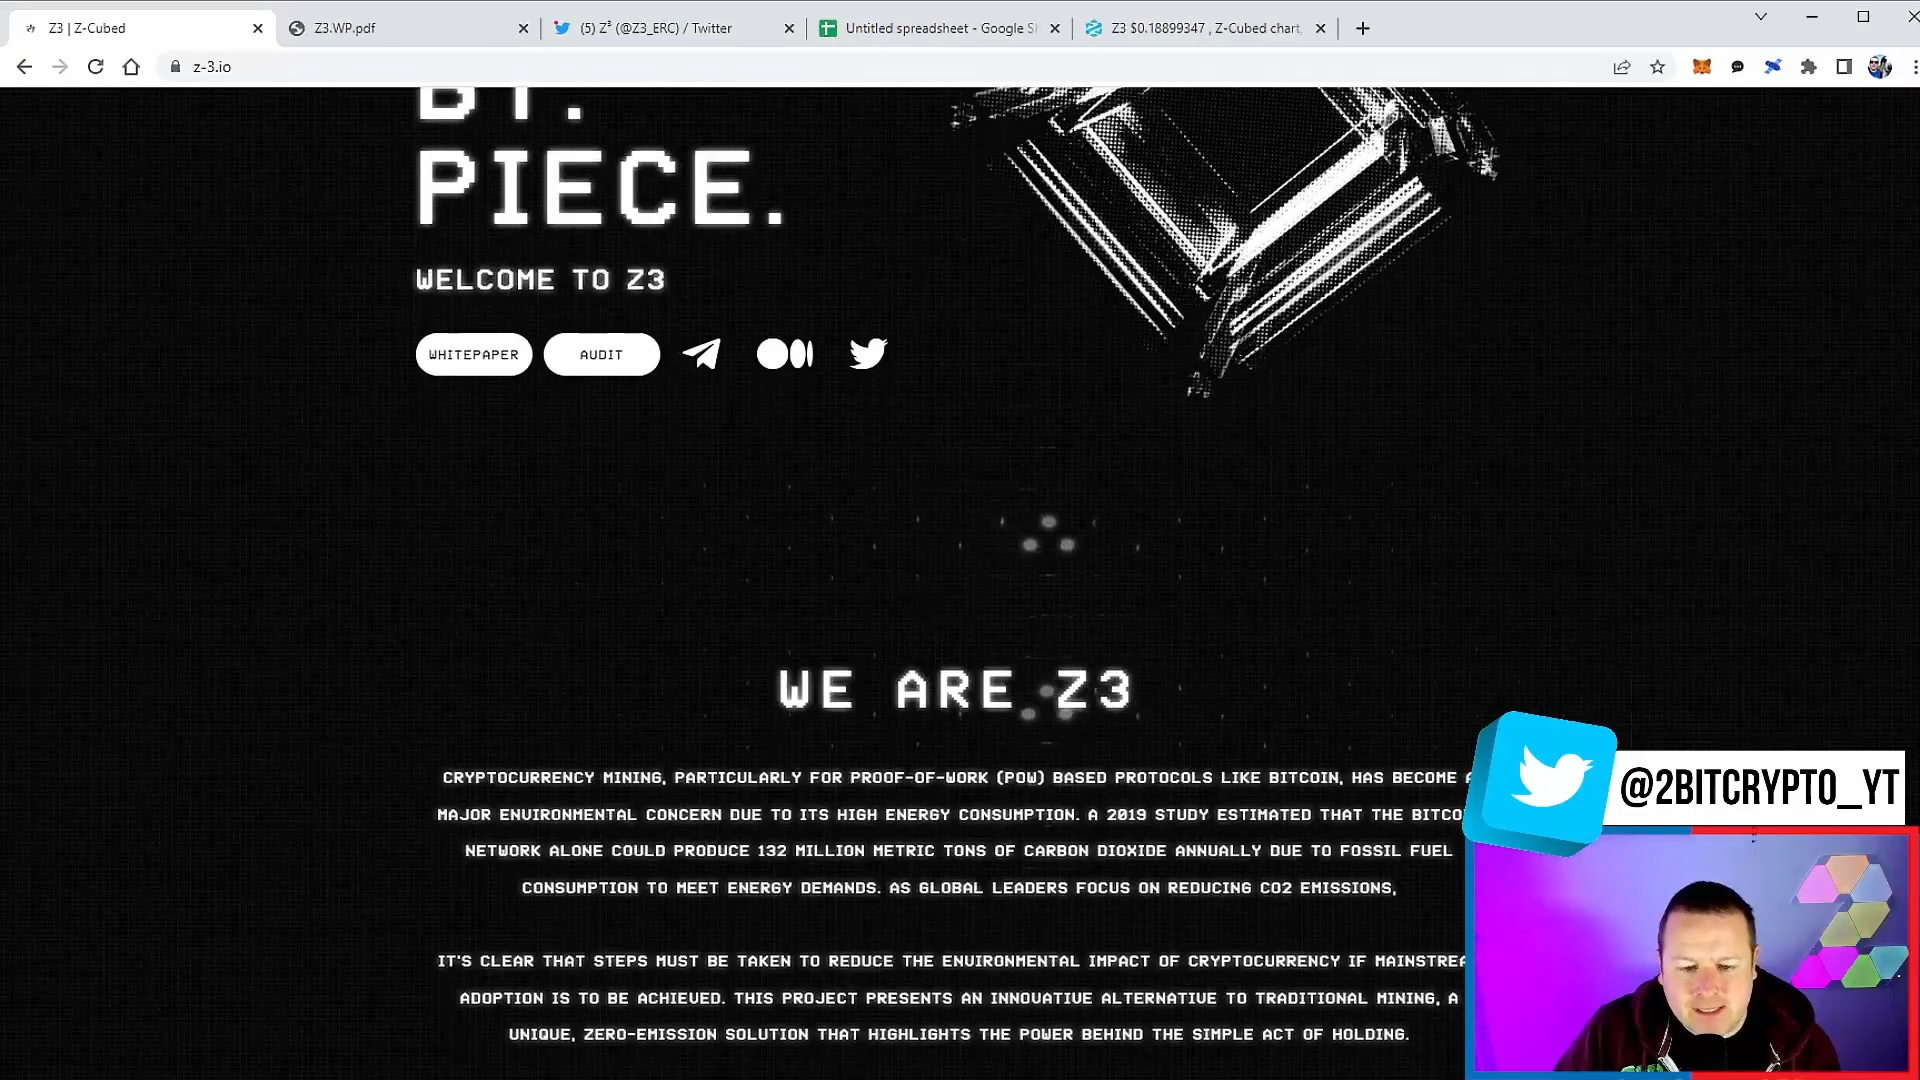 Z3 | Z-Cubed
Z3.WP.pdf
(5) Z³ (@Z3_ERC) / Twitter
Untitled spreadsheet - Google S
Z3 $0.18899347 , Z-Cubed chart,
z-3.io
BY.
PIECE.
WELCOME TO Z3
WHITEPAPER
AUDIT
WE ARE Z3
CRYPTOCURRENCY MINING, PARTICULARLY FOR PROOF-OF-WORK (POW) BASED PROTOCOLS LIKE BITCOIN, HAS BECOME A
MAJOR ENVIRONMENTAL CONCERN DUE TO ITS HIGH ENERGY CONSUMPTION. A 2019 STUDY ESTIMATED THAT THE BITCO
NETWORK ALONE COULD PRODUCE 132 MILLION METRIC TONS OF CARBON DIOXIDE ANNUALLY DUE TO FOSSIL FUEL
CONSUMPTION TO MEET ENERGY DEMANDS. AS GLOBAL LEADERS FOCUS ON REDUCING CO2 EMISSIONS,
IT'S CLEAR THAT STEPS MUST BE TAKEN TO REDUCE THE ENVIRONMENTAL IMPACT OF CRYPTOCURRENCY IF MAINSTREA
ADOPTION IS TO BE ACHIEVED. THIS PROJECT PRESENTS AN INNOVATIVE ALTERNATIVE TO TRADITIONAL MINING, A
UNIQUE, ZERO-EMISSION SOLUTION THAT HIGHLIGHTS THE POWER BEHIND THE SIMPLE ACT OF HOLDING.
@2BITCRYPTO_YT